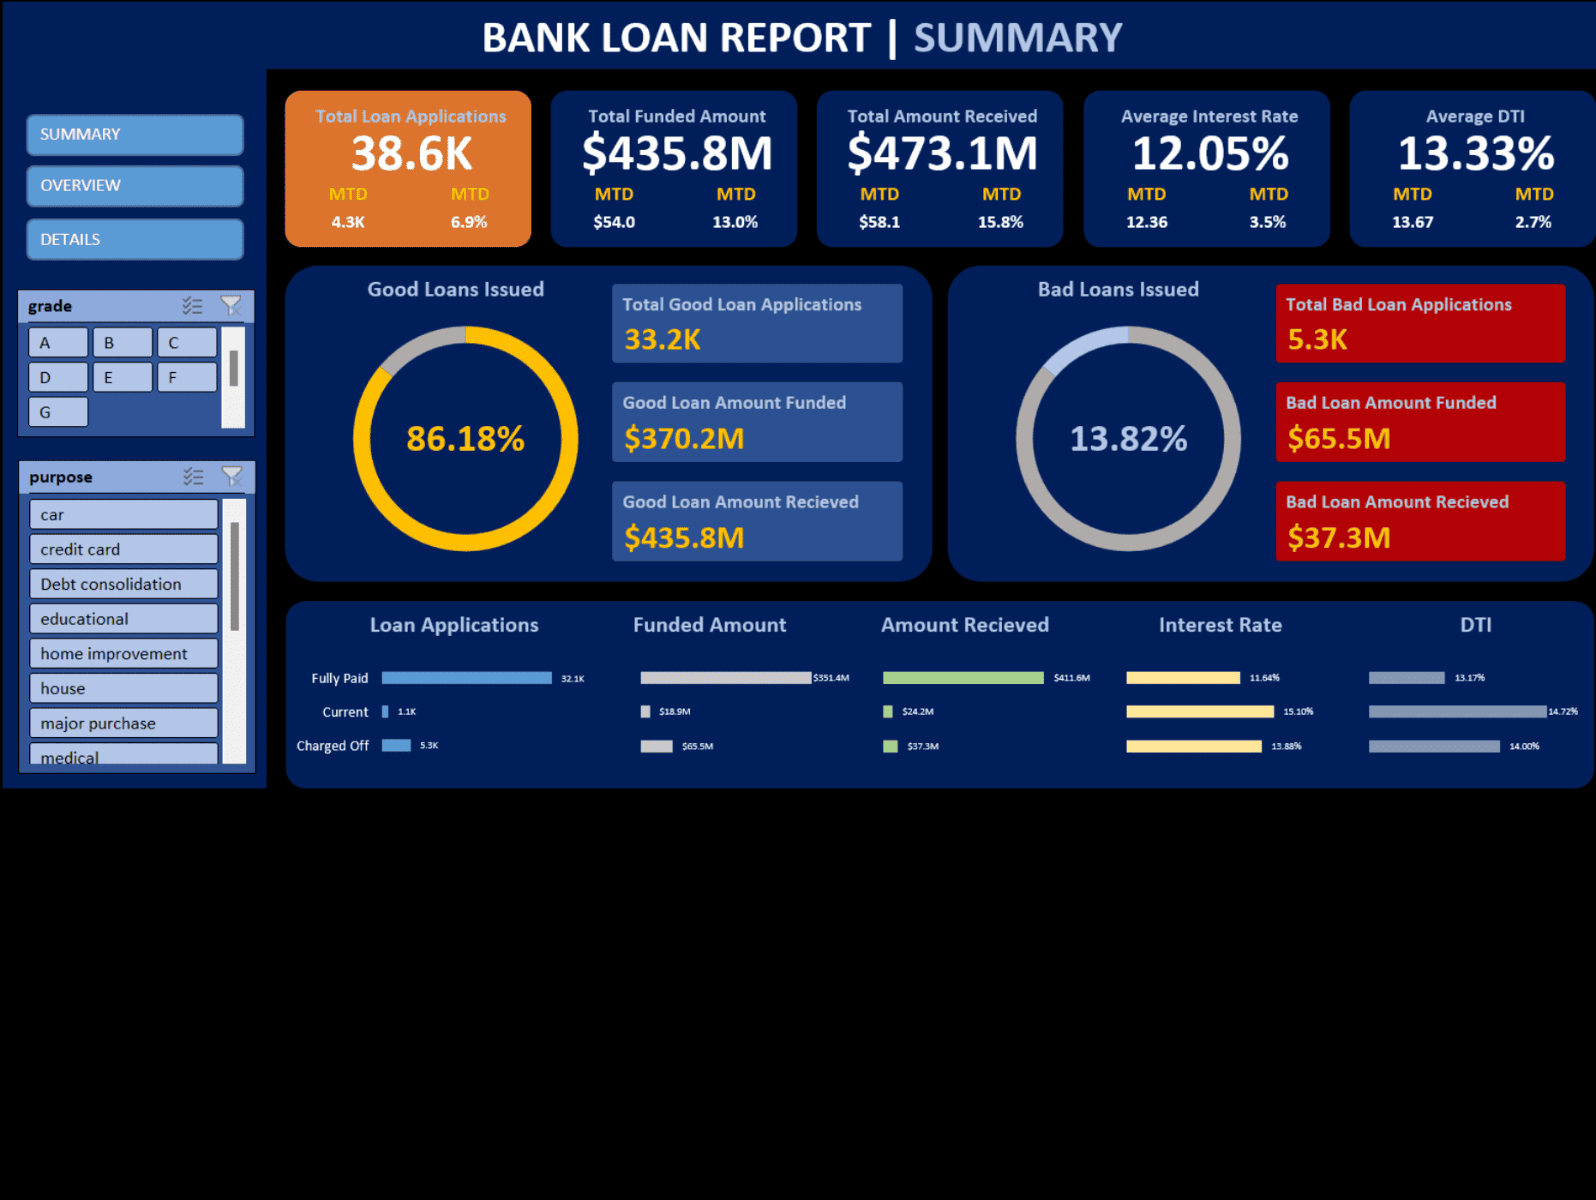 BANK LOAN REPORT | SUMMARY
SUMMARY
OVERVIEW
DETAILS
grade
A B C
D E F
G
purpose
car
credit card
Debt consolidation
educational
home improvement
house
major purchase
medical
Total Loan Applications
38.6K
MTD MTD
4.3K 6.9%
Total Funded Amount
$435.8M
MTD MTD
$54.0 13.0%
Total Amount Received
$473.1M
MTD MTD
$58.1 15.8%
Average Interest Rate
12.05%
MTD MTD
12.36 3.5%
Average DTI
13.33%
MTD MTD
13.67 2.7%
Good Loans Issued
86.18%
Total Good Loan Applications
33.2K
Good Loan Amount Funded
$370.2M
Good Loan Amount Recieved
$435.8M
Bad Loans Issued
13.82%
Total Bad Loan Applications
5.3K
Bad Loan Amount Funded
$65.5M
Bad Loan Amount Recieved
$37.3M
Loan Applications Funded Amount Amount Recieved Interest Rate DTI
Fully Paid 32.1K $351.4M $411.6M 11.64% 13.17%
Current 1.1K $18.9M $24.2M 15.10% 14.72%
Charged Off 5.3K $65.5M $37.3M 13.88% 14.00%